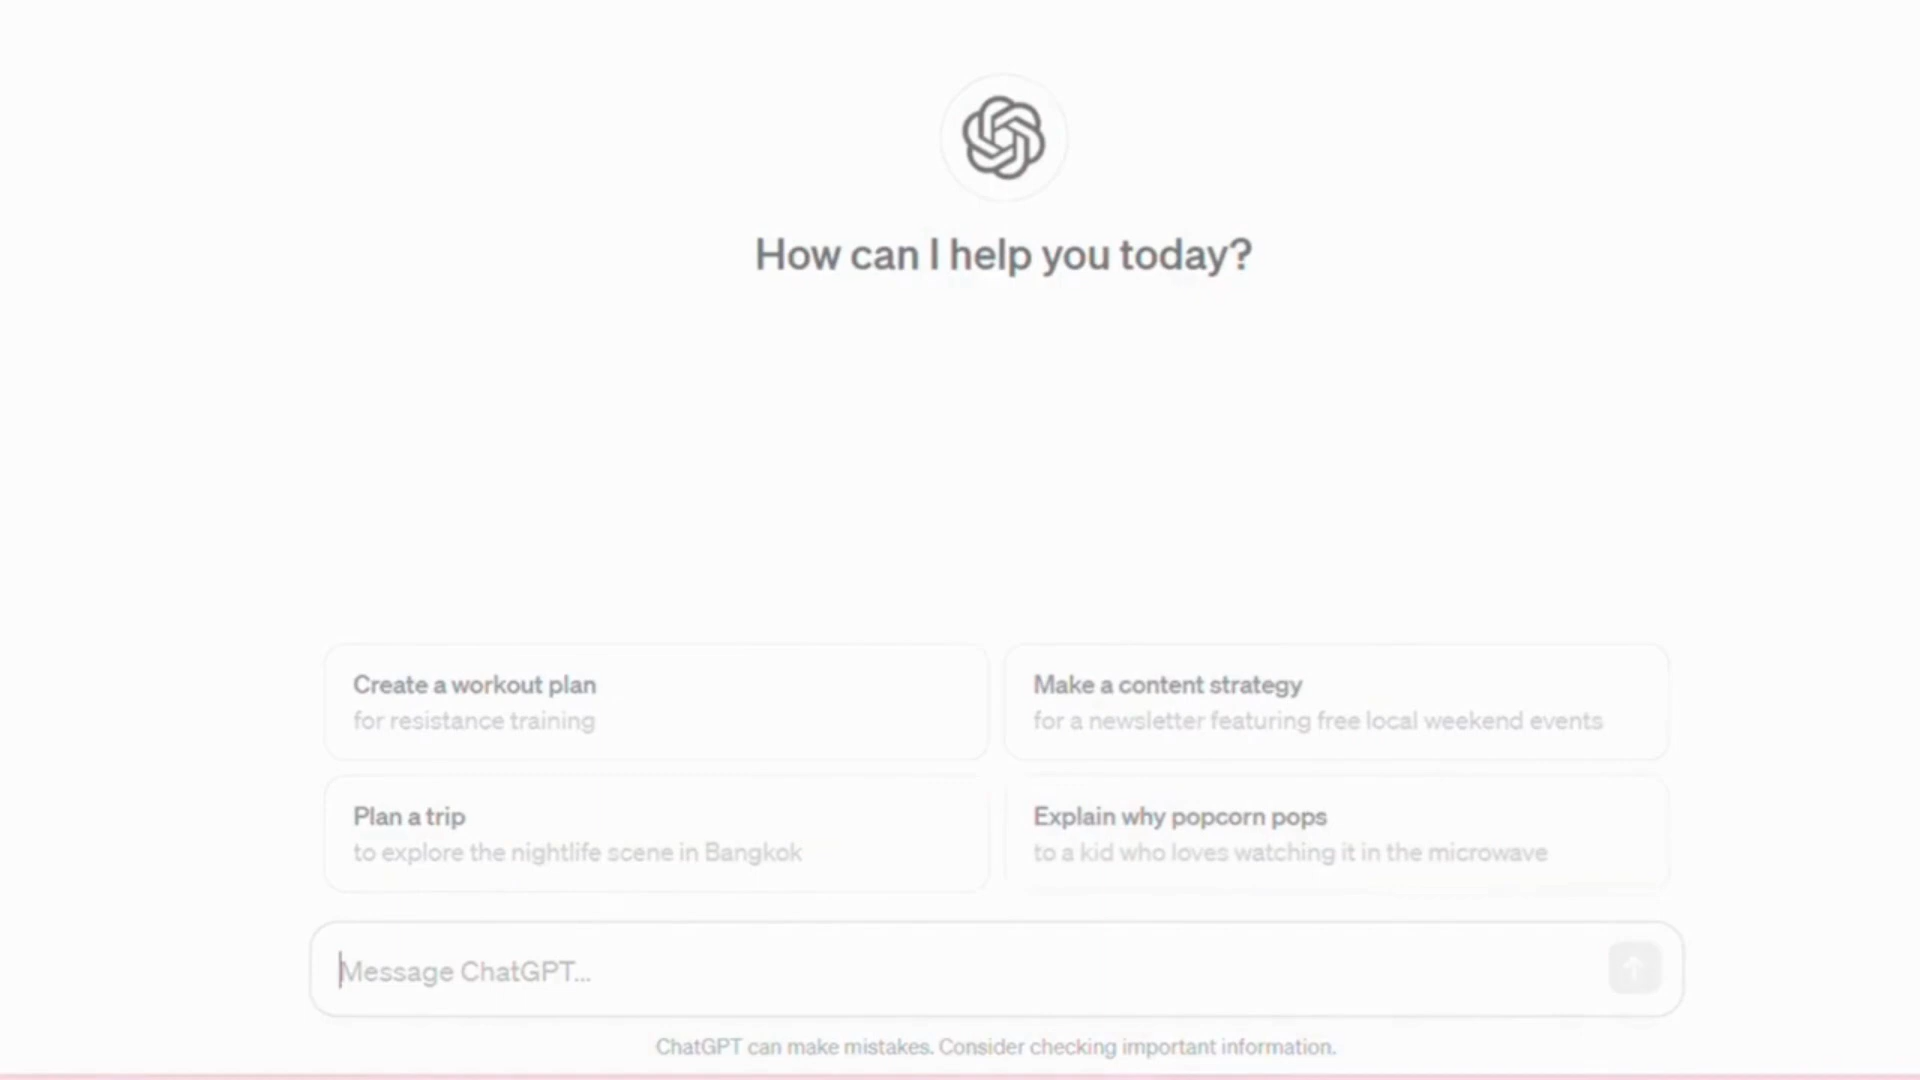 How can I help you today?
Create a workout plan
for resistance training
Make a content strategy
for a newsletter featuring free local weekend events
Plan a trip
to explore the nightlife scene in Bangkok
Explain why popcorn pops
to a kid who loves watching it in the microwave
Message ChatGPT...
ChatGPT can make mistakes. Consider checking important information.